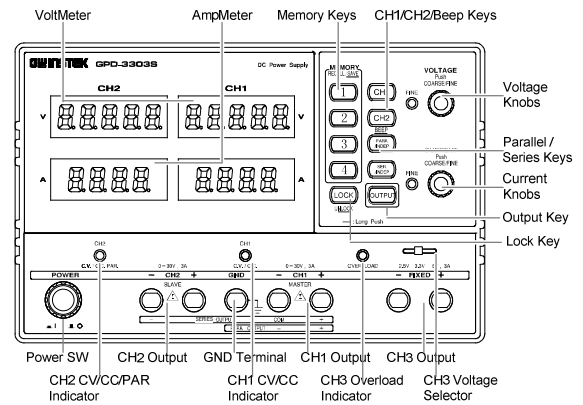 VoltMeter AmpMeter Memory Keys CH1/CH2/Beep Keys
GW INSTEK GPD-3303S DC Power Supply
MEMORY
RECALL SAVE
VOLTAGE
Push
COARSE/FINE
CH2 CH1
V V
A A
1
2
3
4
CH1
CH2
BEEP
PARA/
INDEP
SER/
INDEP
FINE
Push
COARSE/FINE
FINE
LOCK OUTPUT
UNLOCK
: Long Push
Voltage
Knobs
Parallel /
Series Keys
Current
Knobs
Output Key
Lock Key
CH2 CH1
C.V./C.C./PAR. 0~30V 3A C.V./C.C. 0~30V 3A OVERLOAD 2.5V 3.3V 5V, 3A
POWER − CH2 + GND − CH1 + − FIXED +
SLAVE MASTER
− SERIES OUTPUT COM +
PARA OUTPUT − +
I O
Power SW CH2 Output GND Terminal CH1 Output CH3 Output
CH2 CV/CC/PAR
Indicator
CH1 CV/CC
Indicator
CH3 Overload
Indicator
CH3 Voltage
Selector